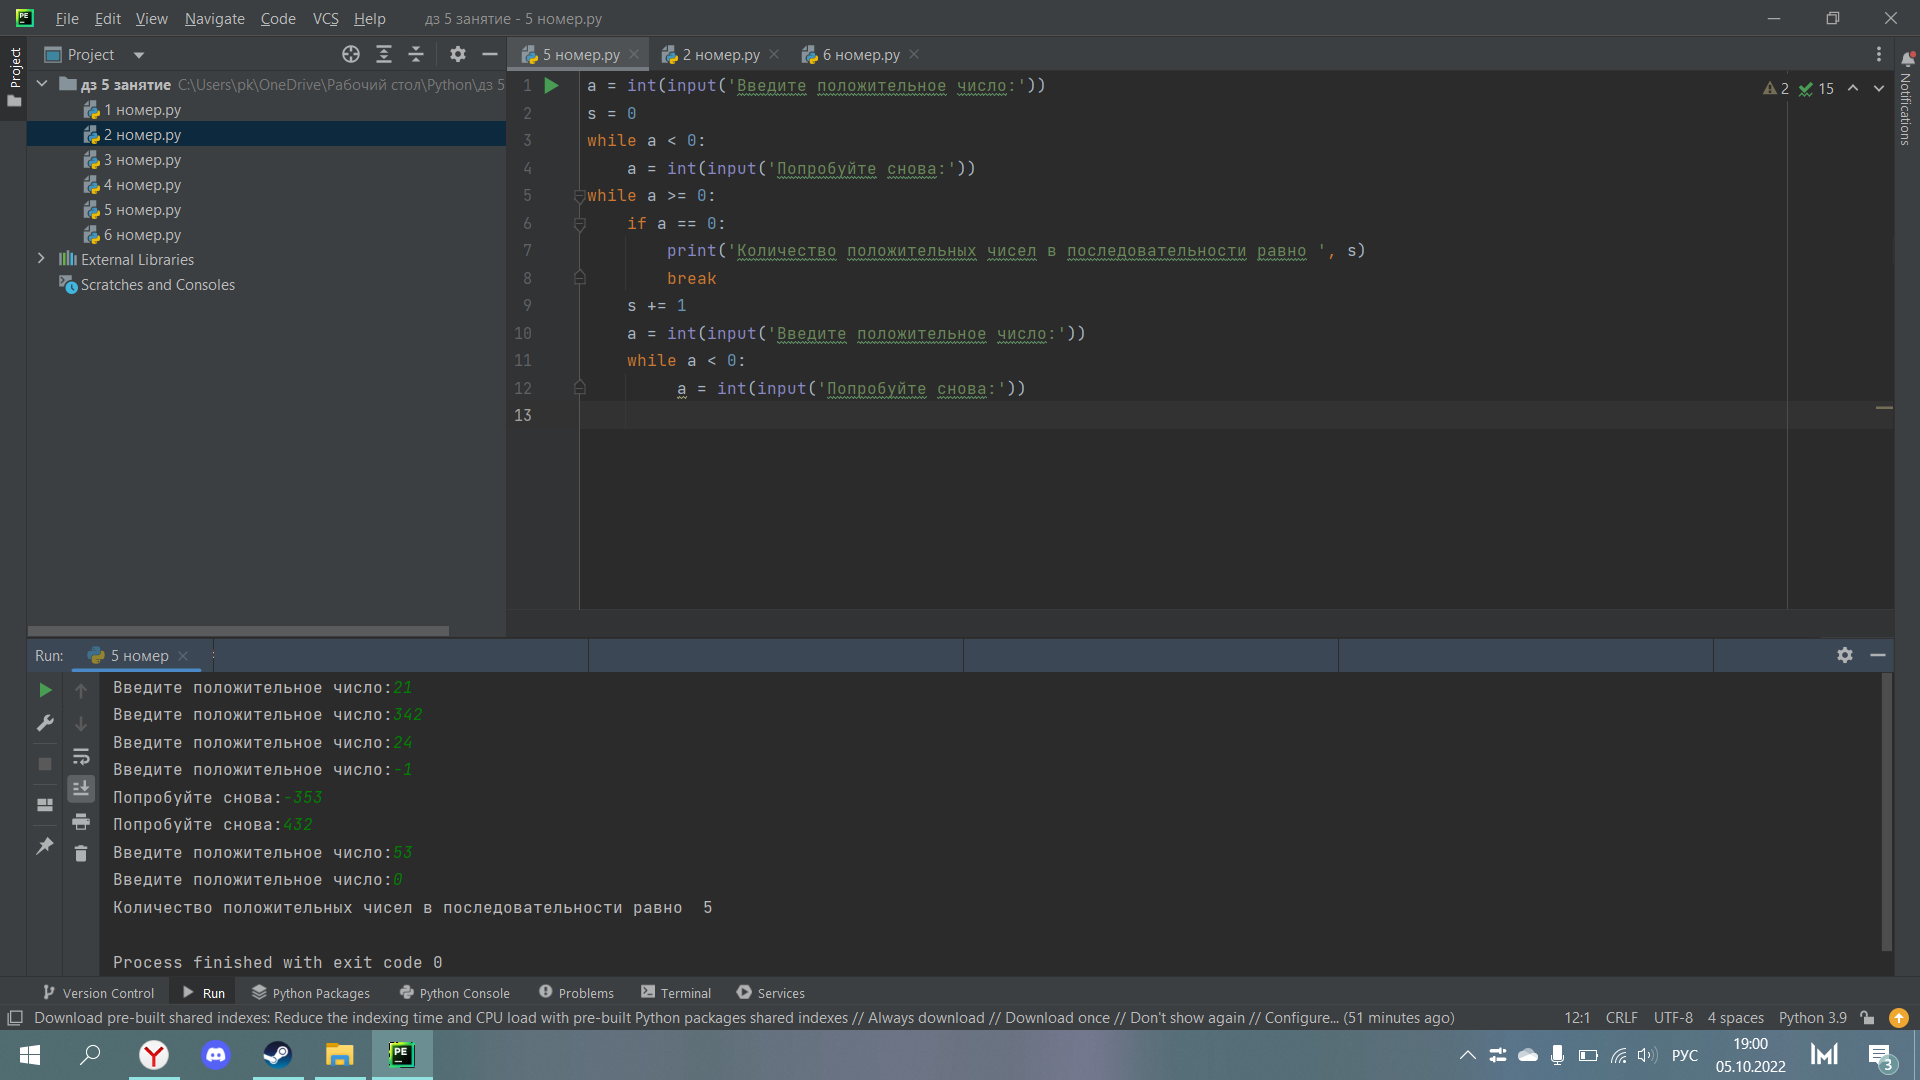 File Edit View Navigate Code VCS Help дз 5 занятие - 5 номер.py
Project
Project
5 номер.py
2 номер.py
6 номер.py
Notifications
дз 5 занятие C:\Users\pk\OneDrive\Рабочий стол\Python\дз 5
1 номер.py
2 номер.py
3 номер.py
4 номер.py
5 номер.py
6 номер.py
External Libraries
Scratches and Consoles
2 15
1 a = int(input('Введите положительное число:'))
2 s = 0
3 while a < 0:
4 a = int(input('Попробуйте снова:'))
5 while a >= 0:
6 if a == 0:
7 print('Количество положительных чисел в последовательности равно ', s)
8 break
9 s += 1
10 a = int(input('Введите положительное число:'))
11 while a < 0:
12 a = int(input('Попробуйте снова:'))
13
Run: 5 номер
Введите положительное число:21
Введите положительное число:342
Введите положительное число:24
Введите положительное число:-1
Попробуйте снова:-353
Попробуйте снова:432
Введите положительное число:53
Введите положительное число:0
Количество положительных чисел в последовательности равно  5
Process finished with exit code 0
Version Control Run Python Packages Python Console Problems Terminal Services
Download pre-built shared indexes: Reduce the indexing time and CPU load with pre-built Python packages shared indexes // Always download // Download once // Don't show again // Configure... (51 minutes ago) 12:1 CRLF UTF-8 4 spaces Python 3.9
PE
РУС
19:00
05.10.2022
3